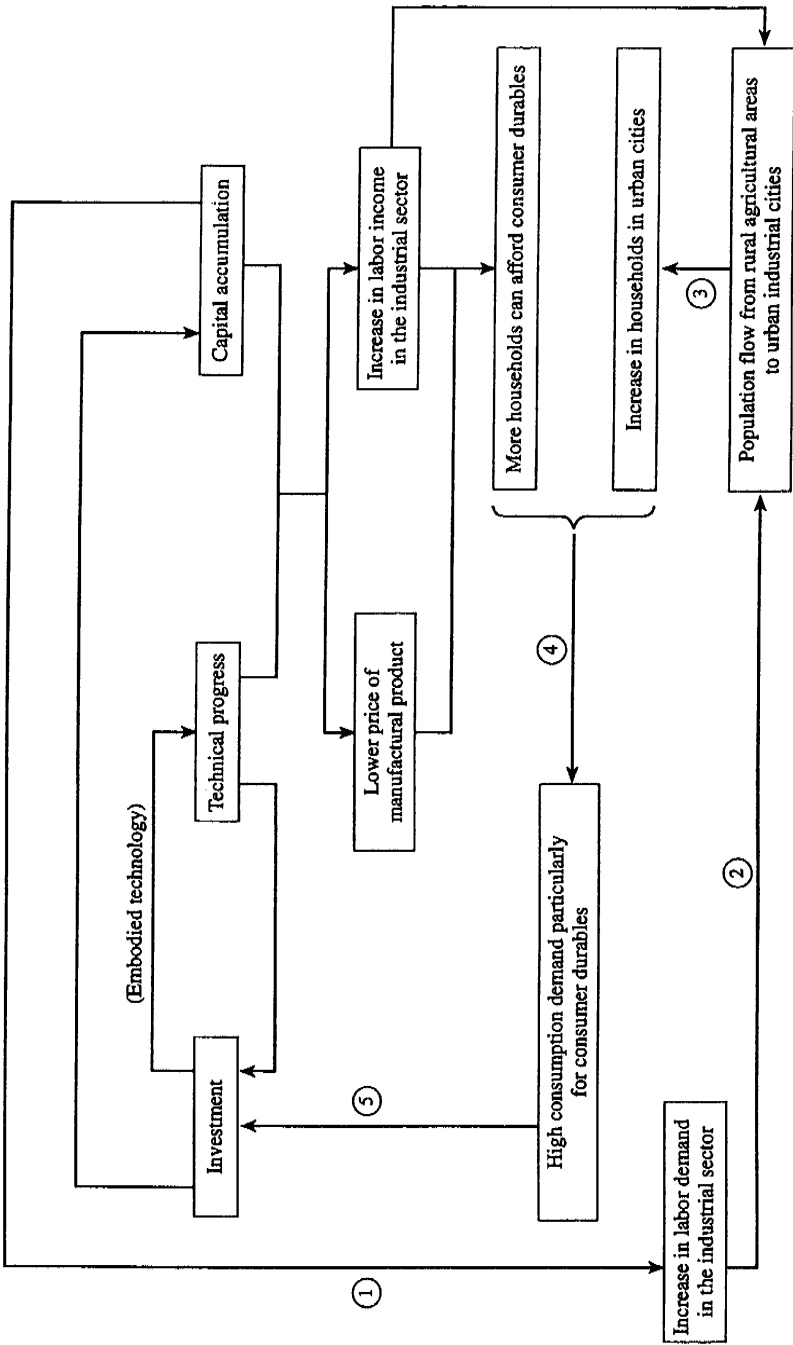 (Embodied technology)
Investment
Technical progress
Capital accumulation
1
5
Lower price of
manufactural product
Increase in labor income
in the industrial sector
High consumption demand particularly
for consumer durables
4
More households can afford consumer durables
Increase in households in urban cities
3
Increase in labor demand
in the industrial sector
2
Population flow from rural agricultural areas
to urban industrial cities